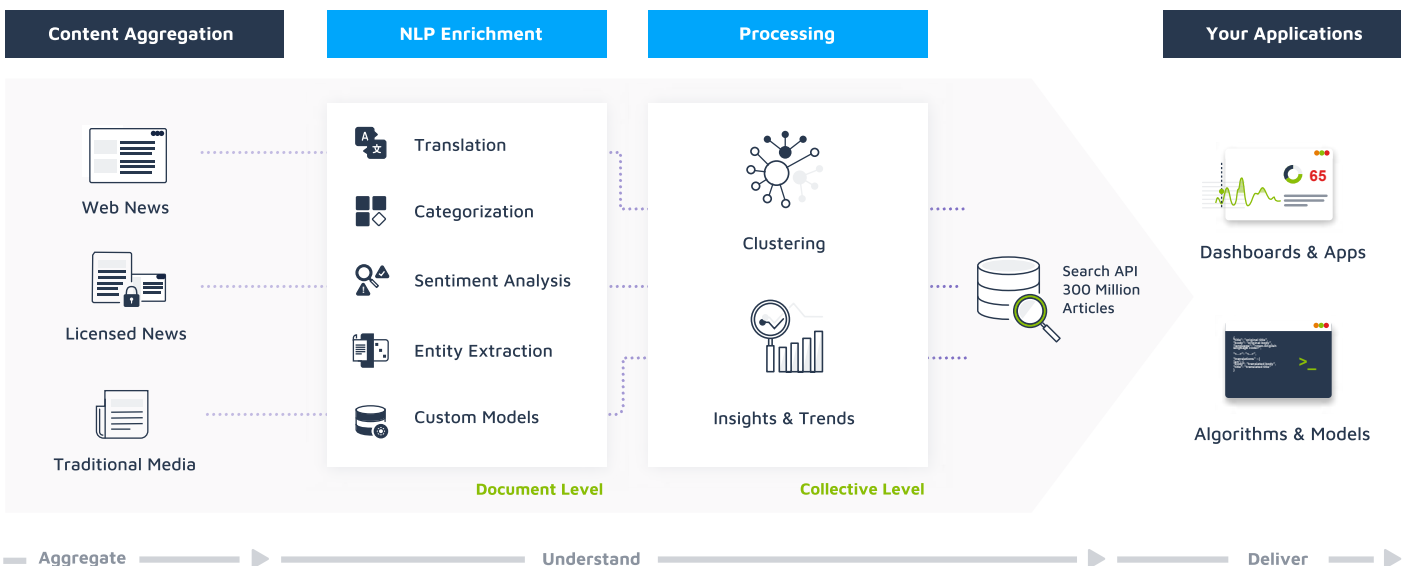 Content Aggregation
NLP Enrichment
Processing
Your Applications
Web News
Licensed News
Traditional Media
A
文
Translation
Categorization
Sentiment Analysis
Entity Extraction
Custom Models
Document Level
Clustering
Insights & Trends
Collective Level
Search API
300 Million
Articles
65
Dashboards & Apps
>_
Algorithms & Models
Aggregate
Understand
Deliver